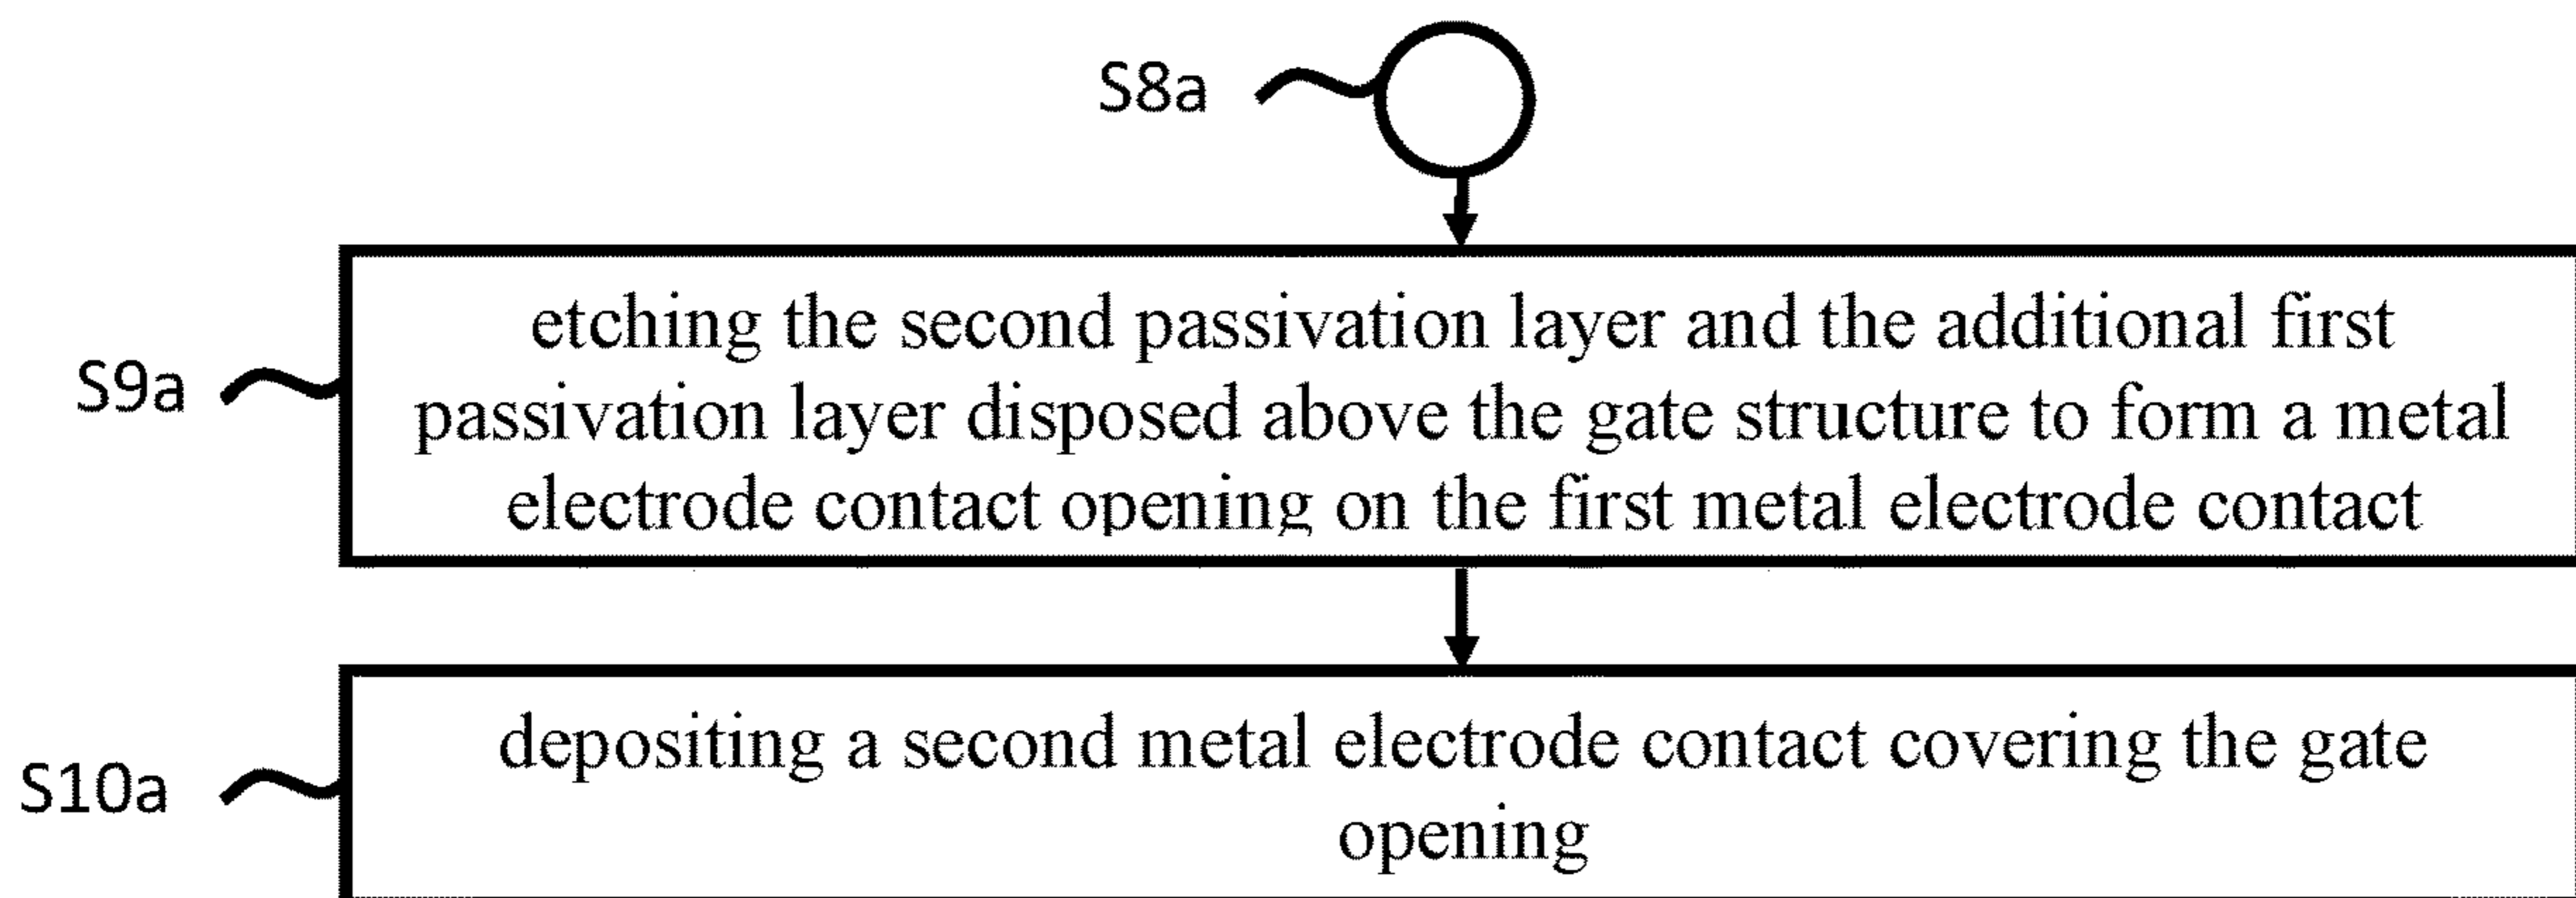 S8a
S9a
etching the second passivation layer and the additional first
passivation layer disposed above the gate structure to form a metal
electrode contact opening on the first metal electrode contact
S10a
depositing a second metal electrode contact covering the gate
opening